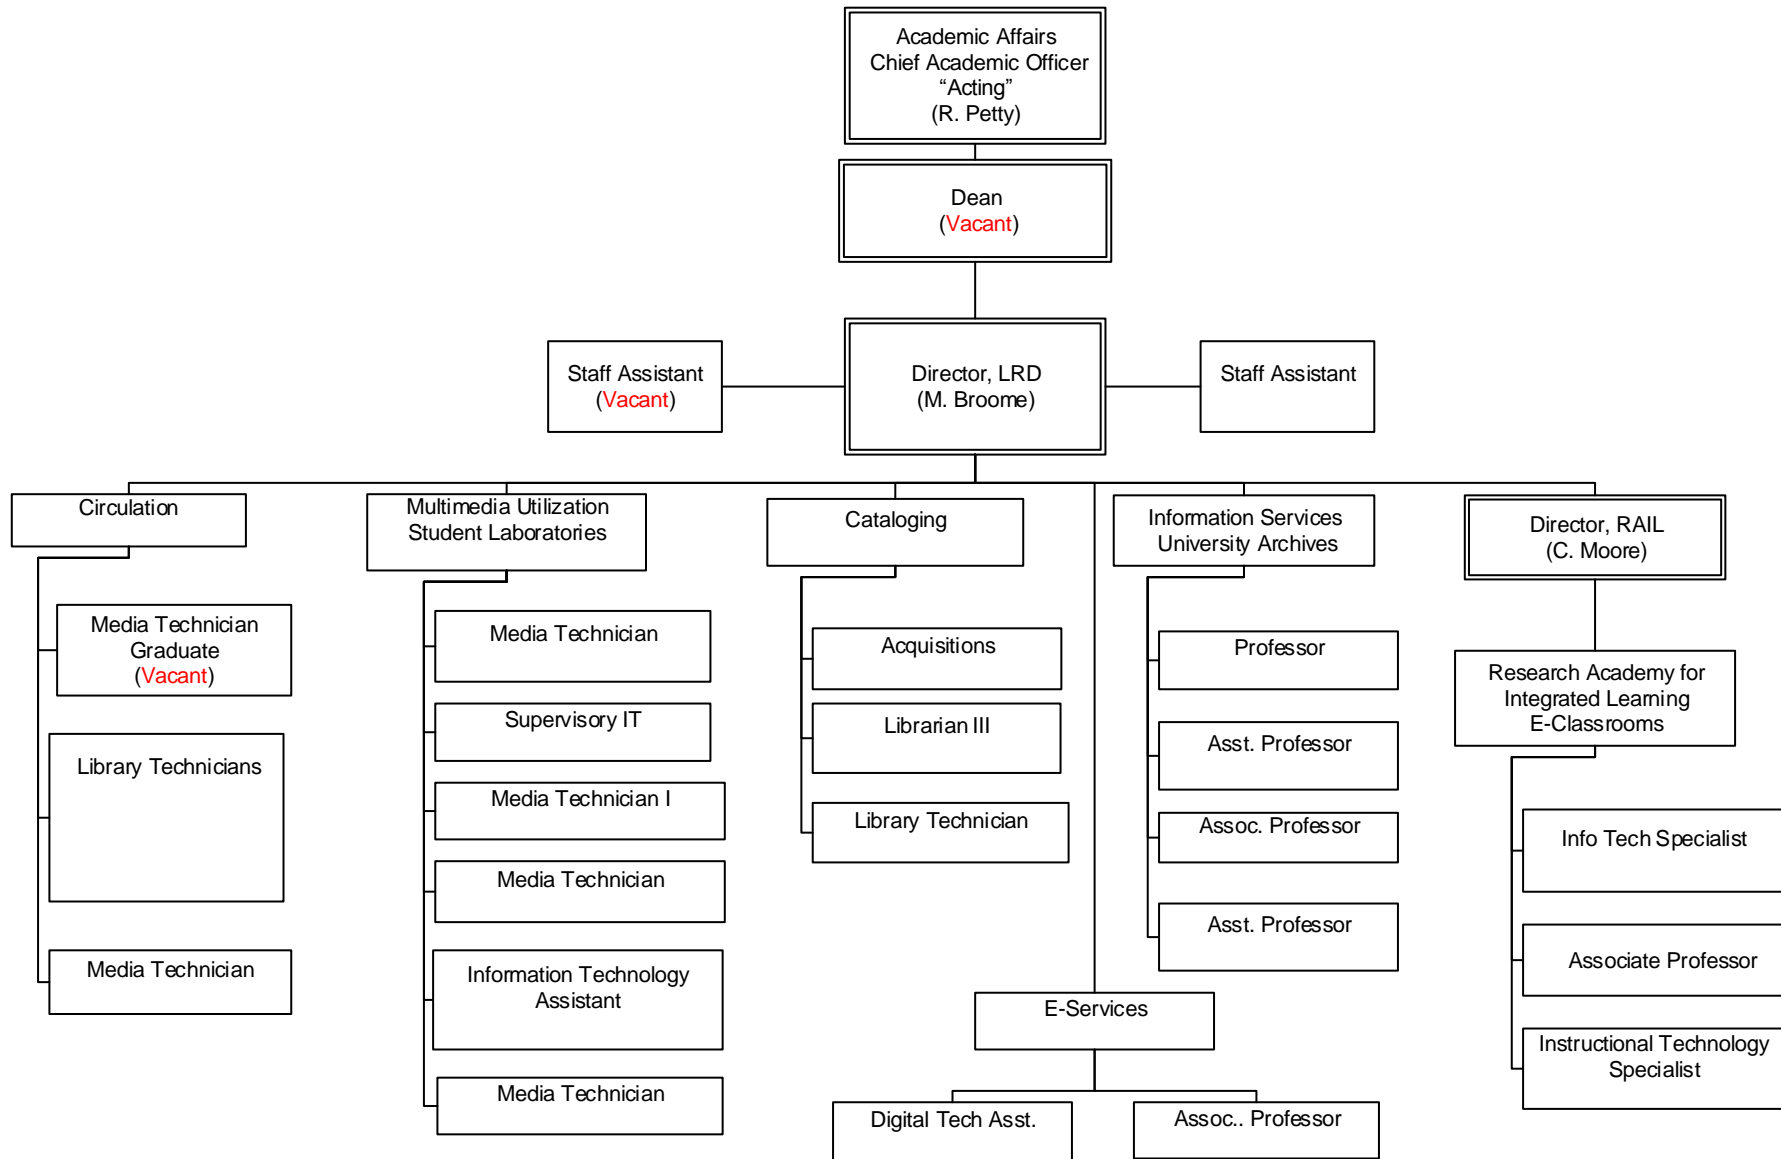 Academic Affairs
Chief Academic Officer
“Acting”
(R. Petty)
Dean
(Vacant)
Staff Assistant
(Vacant)
Director, LRD
(M. Broome)
Staff Assistant
Circulation
Multimedia Utilization
Student Laboratories
Cataloging
Information Services
University Archives
Director, RAIL
(C. Moore)
Media Technician
Graduate
(Vacant)
Library Technicians
Media Technician
Media Technician
Supervisory IT
Media Technician I
Media Technician
Information Technology
Assistant
Media Technician
Acquisitions
Librarian III
Library Technician
Professor
Asst. Professor
Assoc. Professor
Asst. Professor
E-Services
Digital Tech Asst.
Assoc.. Professor
Research Academy for
Integrated Learning
E-Classrooms
Info Tech Specialist
Associate Professor
Instructional Technology
Specialist